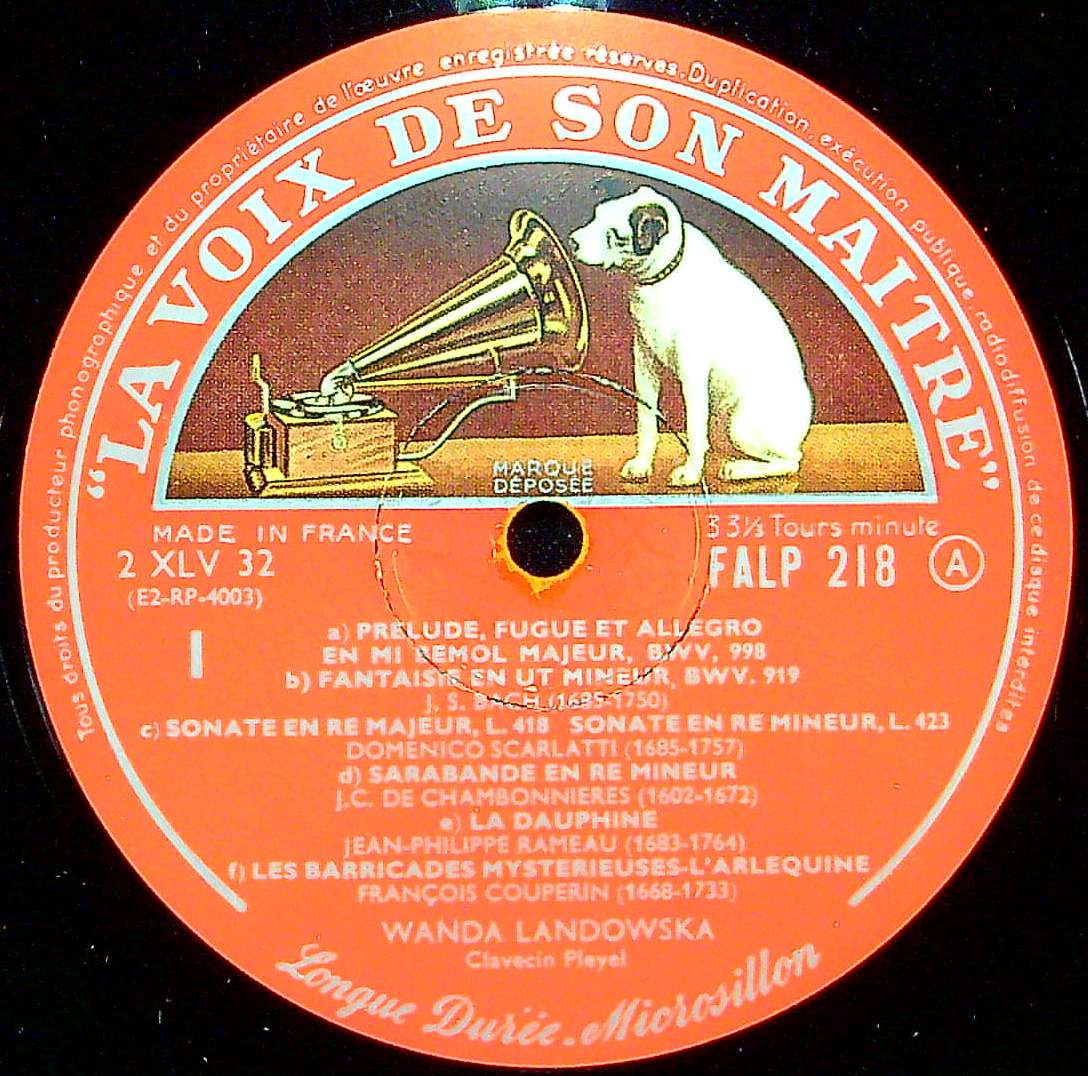 Tous droits du producteur phonographique et du propriétaire de l'œuvre enregistrée réservés. Duplication, exécution publique, radiodiffusion de ce disque interdites
“LA VOIX DE SON MAITRE”
MARQUE
DÉPOSÉE
MADE IN FRANCE
33⅓ Tours minute
2 XLV 32
FALP 218
A
(E2-RP-4003)
I
a) PRELUDE, FUGUE ET ALLEGRO
EN MI BEMOL MAJEUR, BWV, 998
b) FANTAISIE EN UT MINEUR, BWV. 919
J. S. BACH (1685-1750)
c) SONATE EN RE MAJEUR, L. 418 SONATE EN RE MINEUR, L. 423
DOMENICO SCARLATTI (1685-1757)
d) SARABANDE EN RE MINEUR
J.C. DE CHAMBONNIERES (1602-1672)
e) LA DAUPHINE
JEAN-PHILIPPE RAMEAU (1683-1764)
f) LES BARRICADES MYSTERIEUSES-L'ARLEQUINE
FRANÇOIS COUPERIN (1668-1733)
WANDA LANDOWSKA
Clavecin Pleyel
Longue Durée. Microsillon